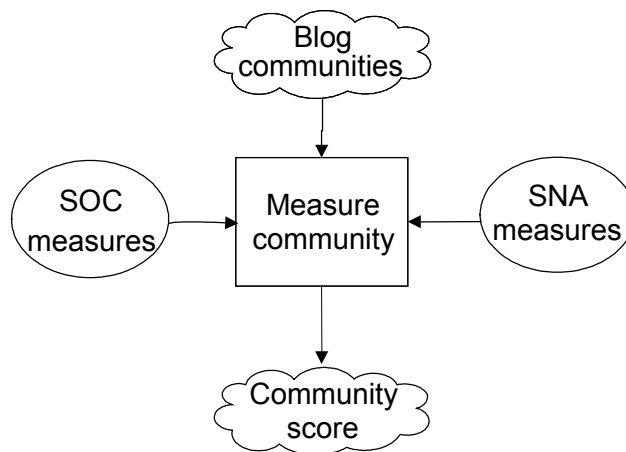 Blog
communities
SOC
measures
Measure
community
SNA
measures
Community
score